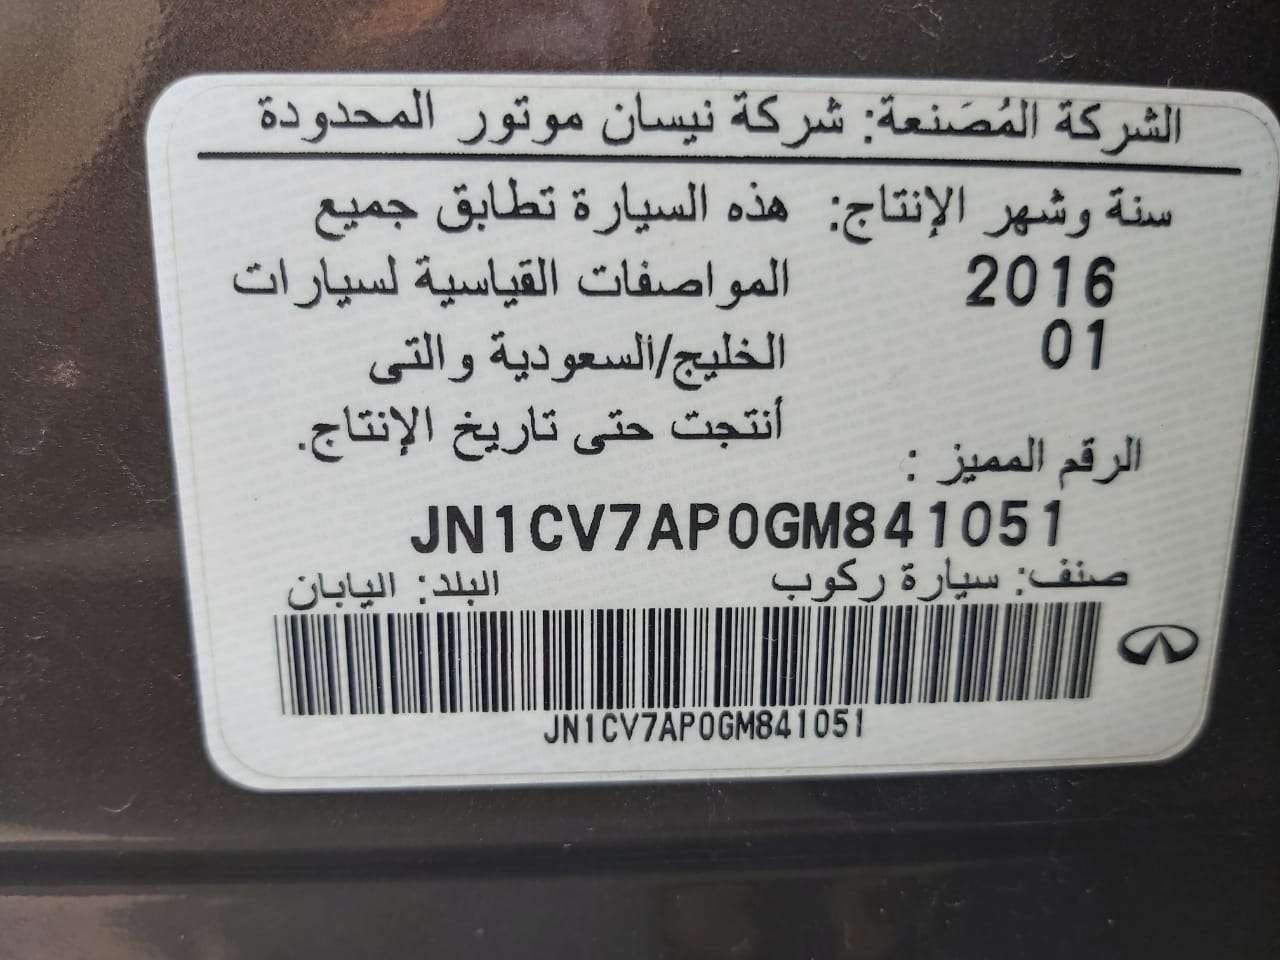 الشركة المُصَنعة: شركة نيسان موتور المحدودة
سنة وشهر الإنتاج:
2016
01
هذه السيارة تطابق جميع
المواصفات القياسية لسيارات
الخليج/السعودية والتى
أنتجت حتى تاريخ الإنتاج.
الرقم المميز :
JN1CV7AP0GM841051
صنف: سيارة ركوب
البلد: اليابان
JN1CV7AP0GM841051